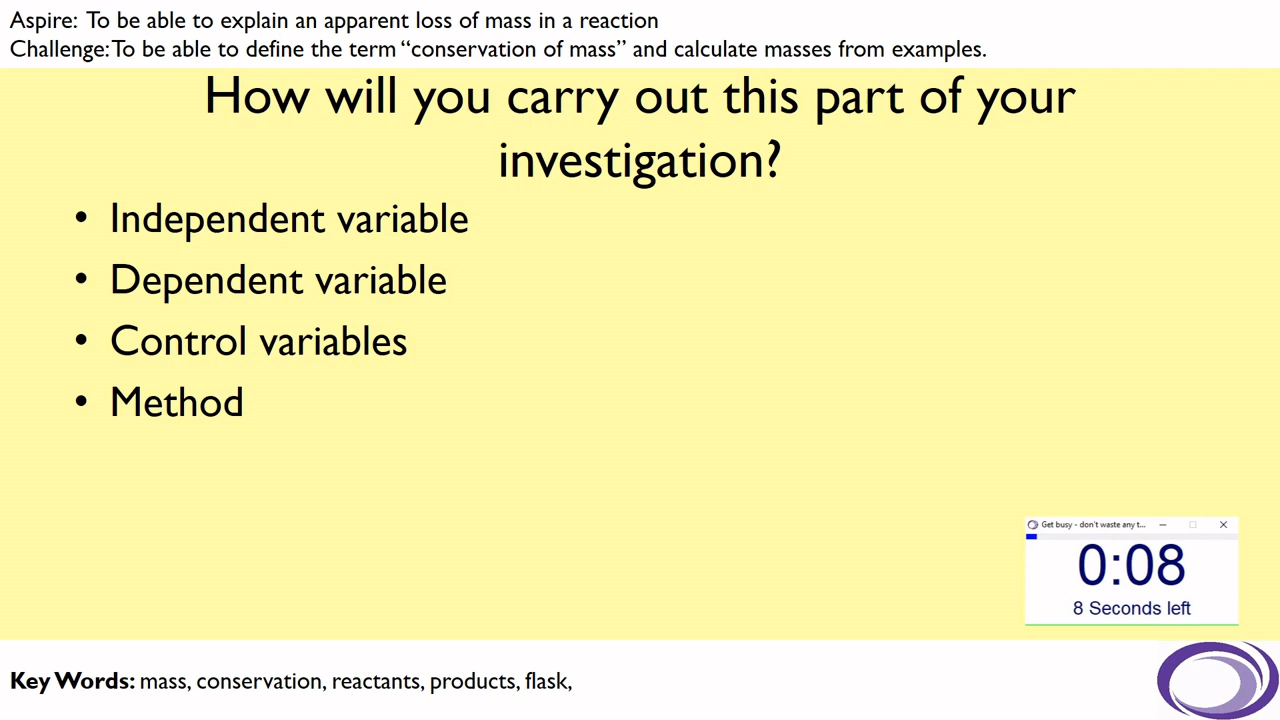 Aspire: To be able to explain an apparent loss of mass in a reaction
Challenge: To be able to define the term “conservation of mass” and calculate masses from examples.
How will you carry out this part of your
investigation?
• Independent variable
• Dependent variable
• Control variables
• Method
Get busy - don't waste any t...
0:08
8 Seconds left
Key Words: mass, conservation, reactants, products, flask,